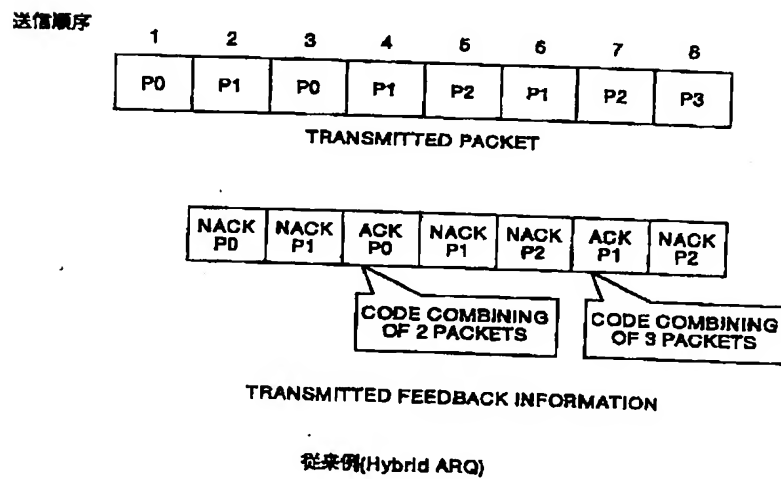 送信順序
1 2 3 4 5 6 7 8
P0 P1 P0 P1 P2 P1 P2 P3
TRANSMITTED PACKET
NACK NACK ACK NACK NACK ACK NACK
P0 P1 P0 P1 P2 P1 P2
CODE COMBINING
OF 2 PACKETS
CODE COMBINING
OF 3 PACKETS
TRANSMITTED FEEDBACK INFORMATION
従来例(Hybrid ARQ)